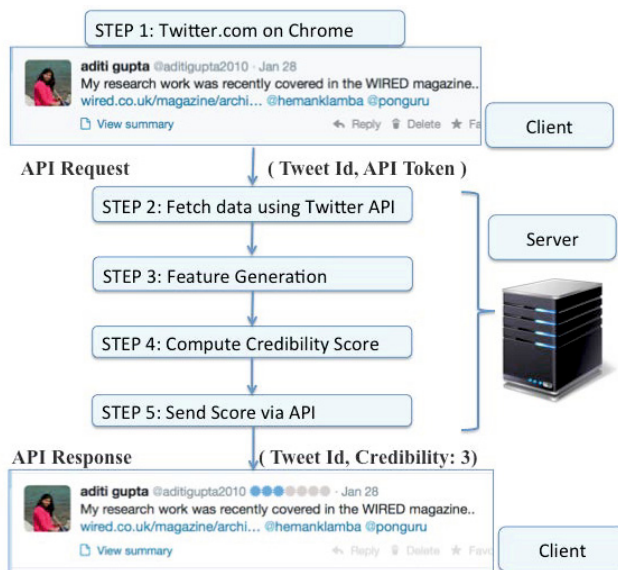 STEP 1: Twitter.com on Chrome
aditi gupta @aditigupta2010 · Jan 28
My research work was recently covered in the WIRED magazine..
wired.co.uk/magazine/archi... @hemanklamba @ponguru
View summary Reply Delete Fa
Client
API Request ( Tweet Id, API Token )
STEP 2: Fetch data using Twitter API
Server
STEP 3: Feature Generation
STEP 4: Compute Credibility Score
STEP 5: Send Score via API
API Response ( Tweet Id, Credibility: 3)
aditi gupta @aditigupta2010 · Jan 28
My research work was recently covered in the WIRED magazine..
wired.co.uk/magazine/archi... @hemanklamba @ponguru
View summary Reply Delete Favo
Client